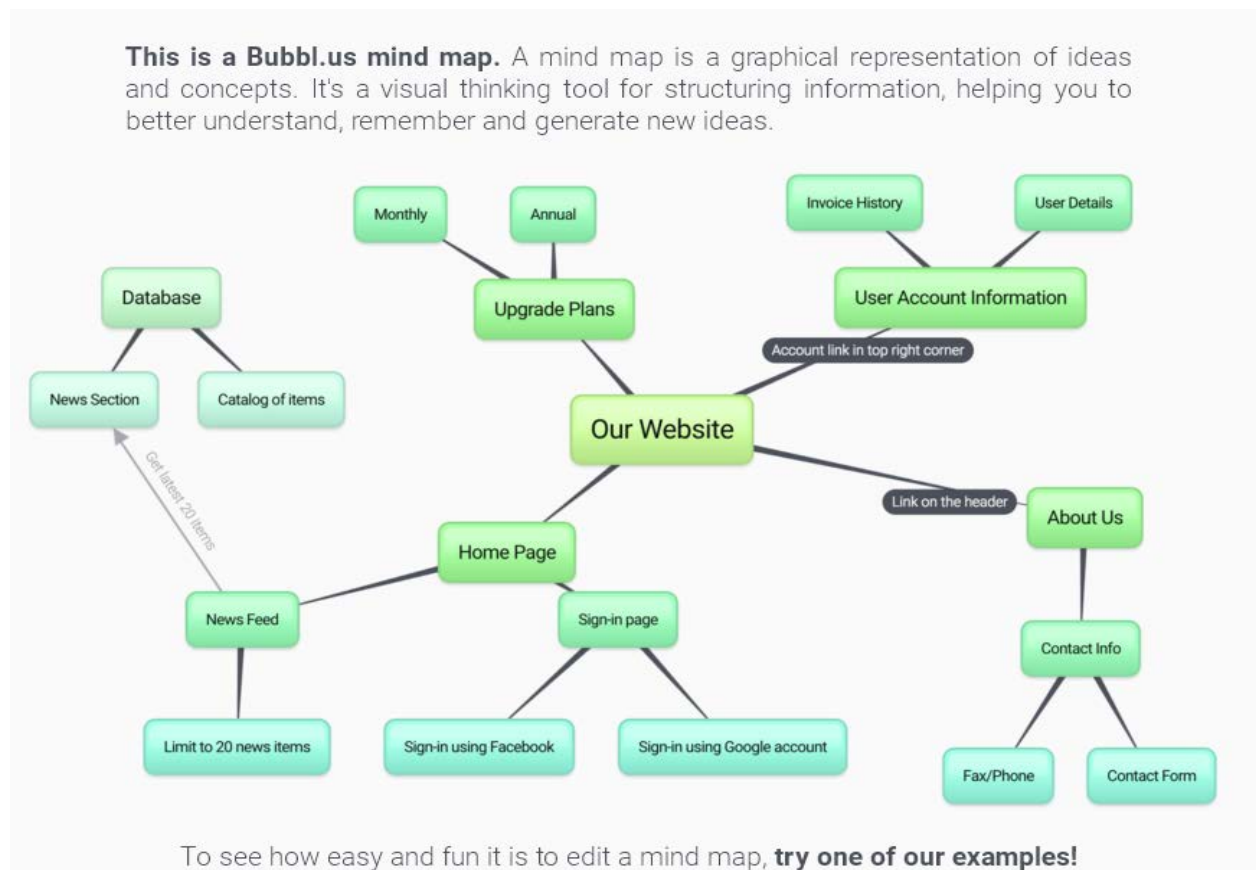 This is a Bubbl.us mind map. A mind map is a graphical representation of ideas
and concepts. It's a visual thinking tool for structuring information, helping you to
better understand, remember and generate new ideas.
Monthly
Annual
Invoice History
User Details
Database
Upgrade Plans
User Account Information
Account link in top right corner
News Section
Catalog of items
Our Website
Get latest 20 items
Link on the header
About Us
Home Page
News Feed
Sign-in page
Contact Info
Limit to 20 news items
Sign-in using Facebook
Sign-in using Google account
Fax/Phone
Contact Form
To see how easy and fun it is to edit a mind map, try one of our examples!